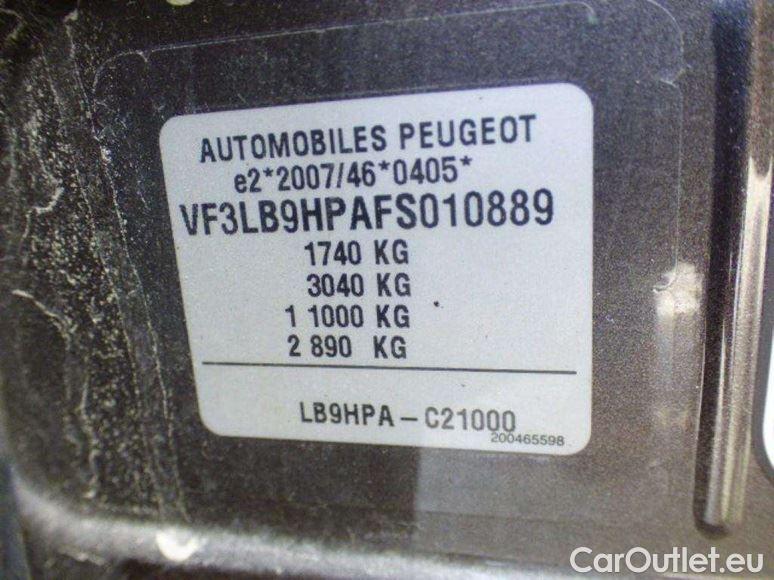 AUTOMOBILES PEUGEOT
e2*2007/46*0405*
VF3LB9HPAFS010889
1740 KG
3040 KG
1 1000 KG
2 890 KG
LB9HPA – C21000
200465598
CarOutlet.eu